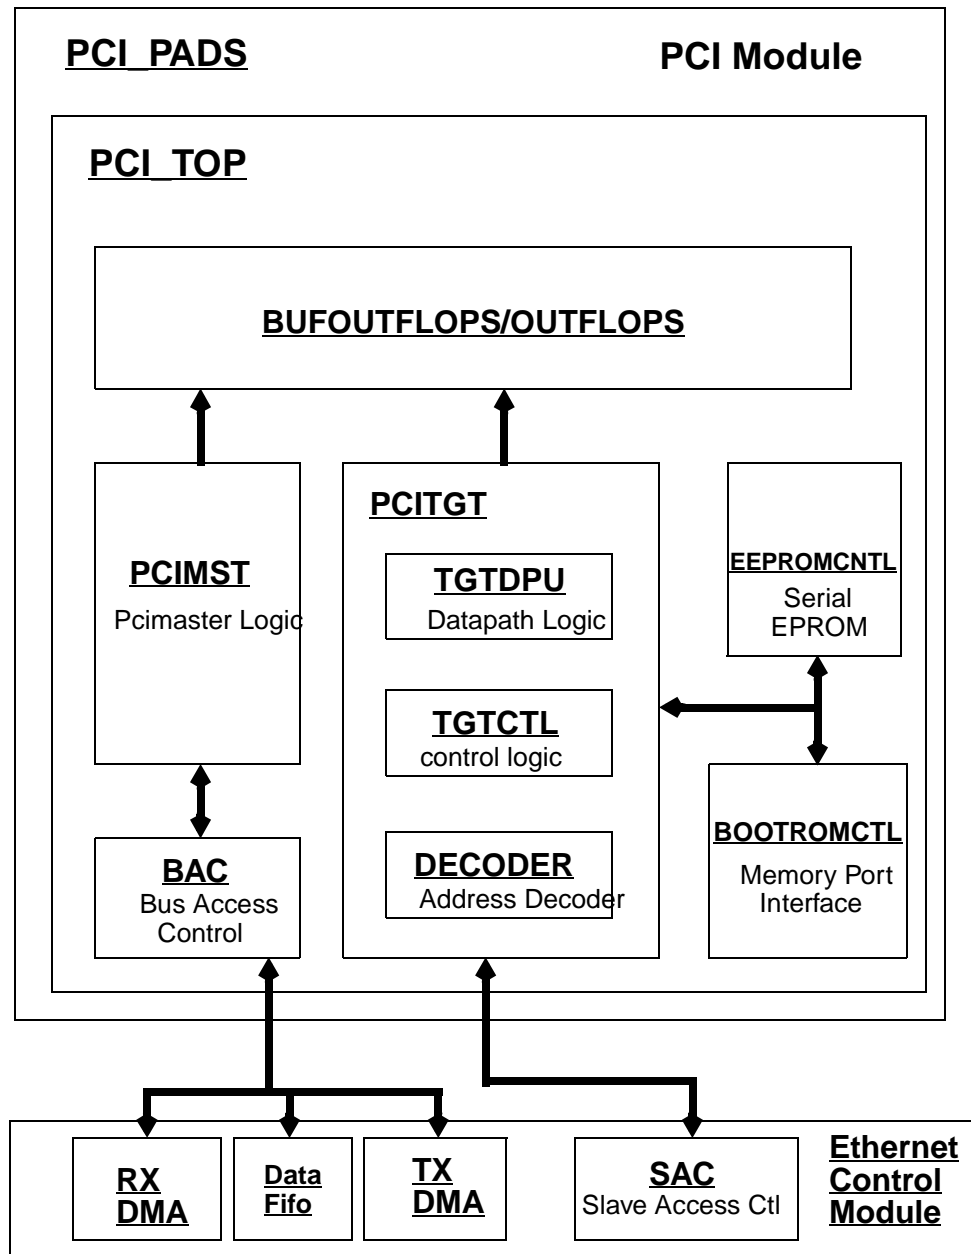 PCI_PADS
PCI Module
PCI_TOP
BUFOUTFLOPS/OUTFLOPS
PCIMST
Pcimaster Logic
PCITGT
TGTDPU
Datapath Logic
TGTCTL
control logic
DECODER
Address Decoder
EEPROMCNTL
Serial
EPROM
BOOTROMCTL
Memory Port
Interface
BAC
Bus Access
Control
RX
DMA
Data
Fifo
TX
DMA
SAC
Slave Access Ctl
Ethernet
Control
Module